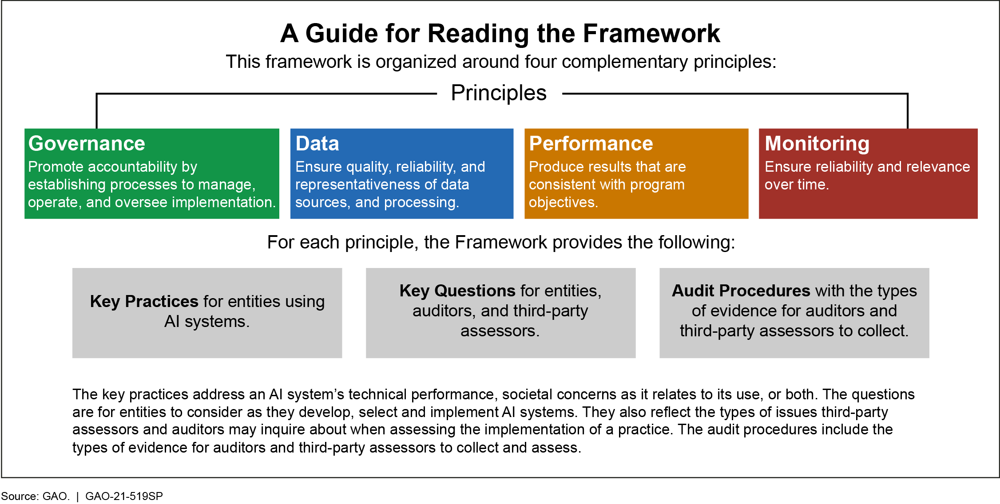 A Guide for Reading the Framework
This framework is organized around four complementary principles:
Principles
Governance
Promote accountability by
establishing processes to manage,
operate, and oversee implementation.
Data
Ensure quality, reliability, and
representativeness of data
sources, and processing.
Performance
Produce results that are
consistent with program
objectives.
Monitoring
Ensure reliability and relevance
over time.
For each principle, the Framework provides the following:
Key Practices for entities using
AI systems.
Key Questions for entities,
auditors, and third-party
assessors.
Audit Procedures with the types
of evidence for auditors and
third-party assessors to collect.
The key practices address an AI system’s technical performance, societal concerns as it relates to its use, or both. The questions
are for entities to consider as they develop, select and implement AI systems. They also reflect the types of issues third-party
assessors and auditors may inquire about when assessing the implementation of a practice. The audit procedures include the
types of evidence for auditors and third-party assessors to collect and assess.
Source: GAO. | GAO-21-519SP